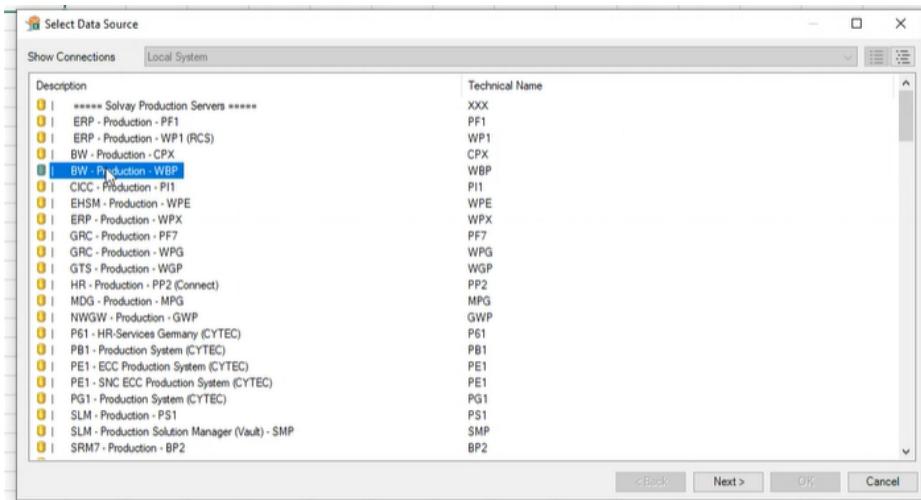 Select Data Source
Show Connections Local System
Description Technical Name
===== Solvay Production Servers ===== XXX
ERP - Production - PF1 PF1
ERP - Production - WP1 (RCS) WP1
BW - Production - CPX CPX
BW - Production - WBP WBP
CICC - Production - PI1 PI1
EHSM - Production - WPE WPE
ERP - Production - WPX WPX
GRC - Production - PF7 PF7
GRC - Production - WPG WPG
GTS - Production - WGP WGP
HR - Production - PP2 (Connect) PP2
MDG - Production - MPG MPG
NWGW - Production - GWP GWP
P61 - HR-Services Germany (CYTEC) P61
PB1 - Production System (CYTEC) PB1
PE1 - ECC Production System (CYTEC) PE1
PE1 - SNC ECC Production System (CYTEC) PE1
PG1 - Production System (CYTEC) PG1
SLM - Production - PS1 PS1
SLM - Production Solution Manager (Vault) - SMP SMP
SRM7 - Production - BP2 BP2
< Back Next > OK Cancel